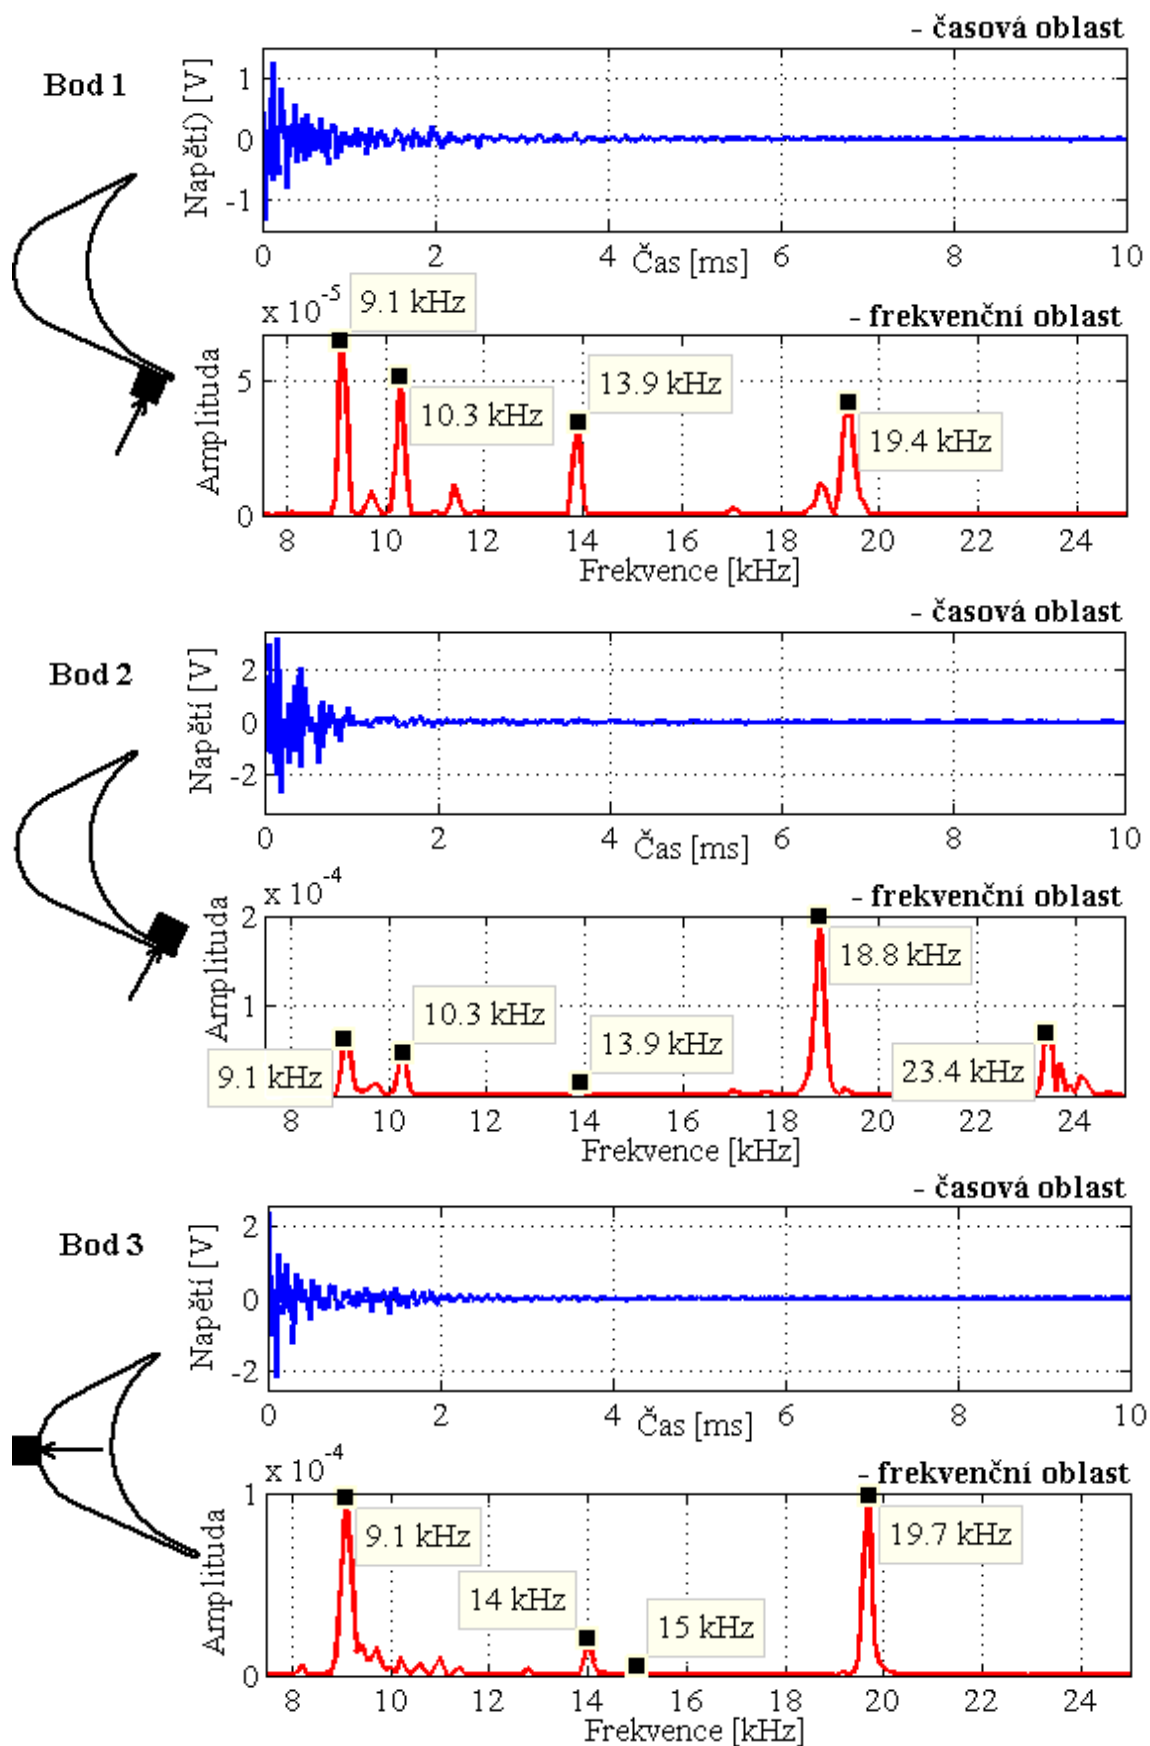 - časová oblast
Bod 1
Napětí) [V]
1
0
-1
0 2 4 6 8 10
Čas [ms]
x 10-5
9.1 kHz
- frekvenční oblast
Amplituda
5
0
10.3 kHz
13.9 kHz
19.4 kHz
8 10 12 14 16 18 20 22 24
Frekvence [kHz]
- časová oblast
Bod 2
Napětí [V]
2
0
-2
0 2 4 6 8 10
Čas [ms]
x 10-4
- frekvenční oblast
Amplituda
2
1
18.8 kHz
10.3 kHz
13.9 kHz
9.1 kHz
23.4 kHz
8 10 12 14 16 18 20 22 24
Frekvence [kHz]
- časová oblast
Bod 3
Napětí [V]
2
0
-2
0 2 4 6 8 10
Čas [ms]
x 10-4
- frekvenční oblast
Amplituda
1
0
9.1 kHz
19.7 kHz
14 kHz
15 kHz
8 10 12 14 16 18 20 22 24
Frekvence [kHz]